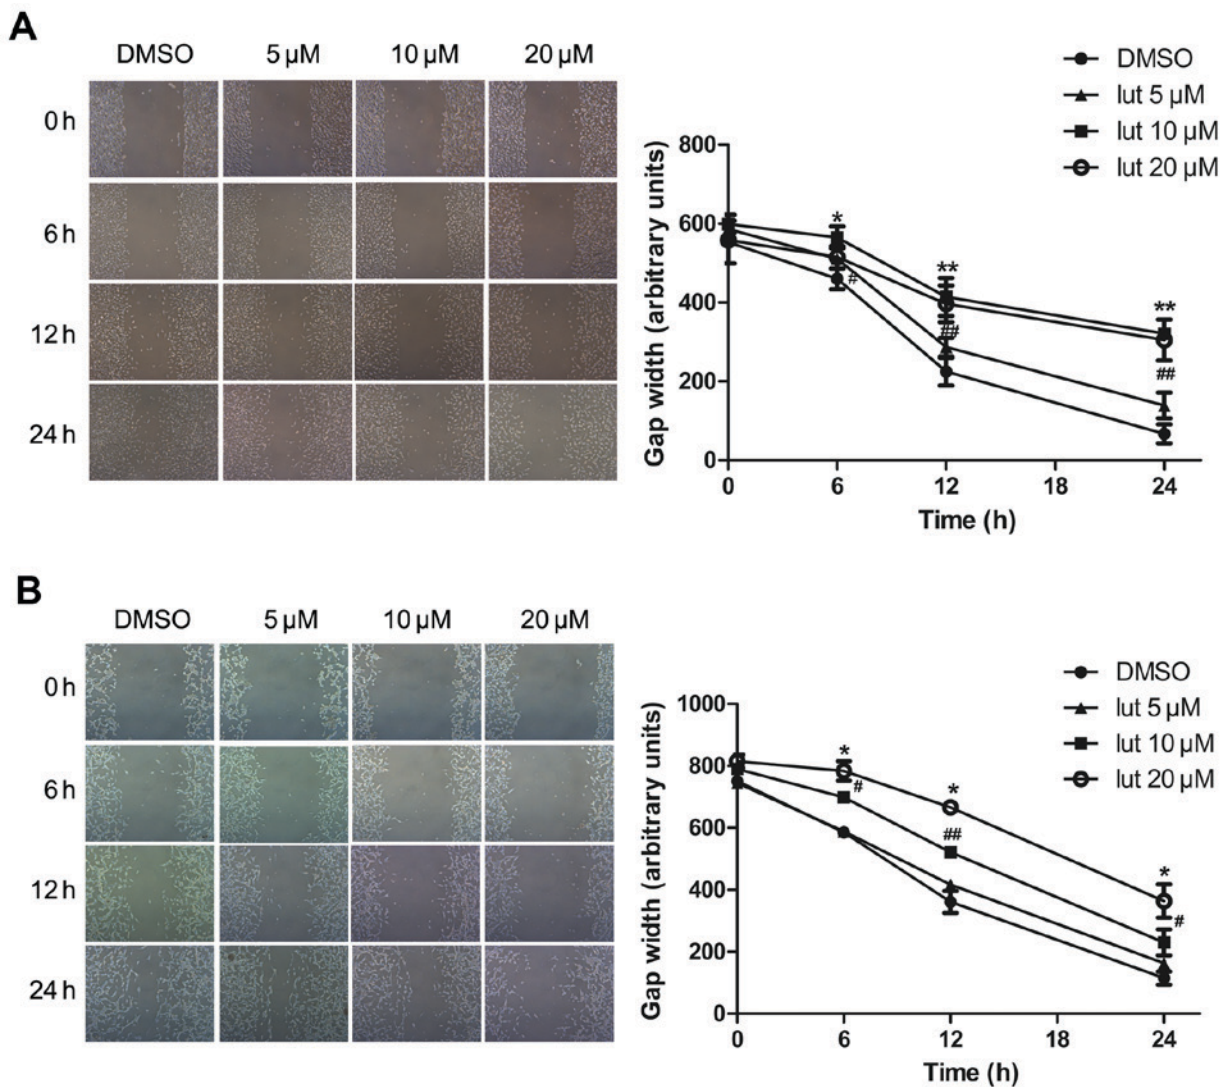 A
DMSO 5 µM 10 µM 20 µM
0 h
6 h
12 h
24 h
DMSO
lut 5 µM
lut 10 µM
lut 20 µM
Gap width (arbitrary units)
800
600
400
200
0
* # ** ## ** ##
0 6 12 18 24
Time (h)
B
DMSO 5 µM 10 µM 20 µM
0 h
6 h
12 h
24 h
DMSO
lut 5 µM
lut 10 µM
lut 20 µM
Gap width (arbitrary units)
1000
800
600
400
200
0
* # * ## * #
0 6 12 18 24
Time (h)